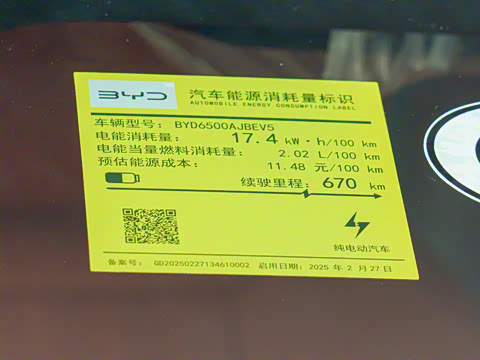 BYD
汽车能源消耗量标识
AUTOMOBILE ENERGY CONSUMPTION LABEL
车辆型号: BYD6500AJBEV5
电能消耗量: 17.4 kW·h/100 km
电能当量燃料消耗量: 2.02 L/100 km
预估能源成本: 11.48 元/100 km
续驶里程: 670 km
纯电动汽车
备案号: GD20250227134610002 启用日期: 2025 年 2 月 27 日